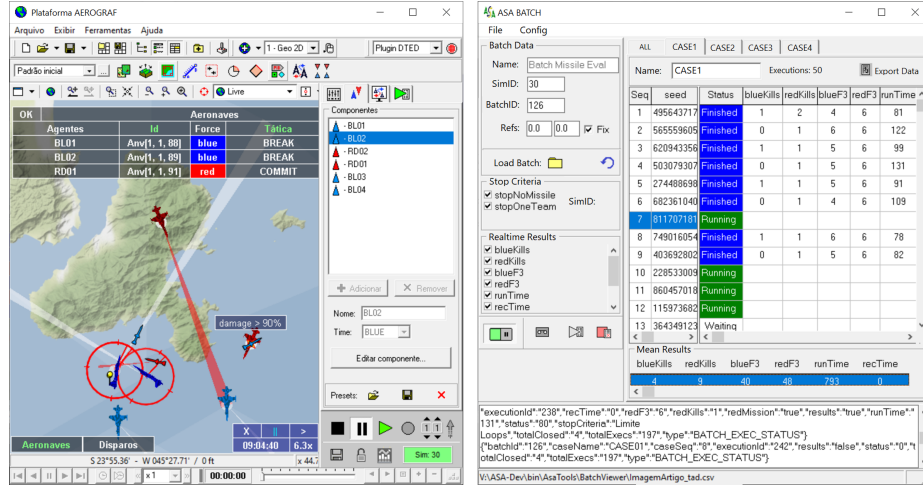 Plataforma AEROGRAF
Arquivo Exibir Ferramentas Ajuda
1 - Geo 2D
Plugin DTED
Padrão inicial
...
Livre
OK Aeronaves
Agentes Id Force Tática
BL01 Anv[1, 1, 88] blue BREAK
BL02 Anv[1, 1, 89] blue BREAK
RD01 Anv[1, 1, 91] red COMMIT
damage > 90%
X || >
Aeronaves Disparos 09:04:40 6.3x
S 23°55.36' - W 045°27.71' / 0 ft x 44.7
x 1 00:00:00
Componentes
- BL01
- BL02
- RD02
- RD01
- BL03
- BL04
Adicionar Remover
Nome: BL02
Time: BLUE
Editar componente...
Presets:
1 1
Sim: 30
ASA BATCH
File Config
Batch Data
Name: Batch Missile Eval
SimID: 30
BatchID: 126
Refs: 0.0 0.0 Fix
Load Batch:
Stop Criteria
stopNoMissile
stopOneTeam SimID:
Realtime Results
blueKills
redKills
blueF3
redF3
runTime
recTime
ALL CASE1 CASE2 CASE3 CASE4
Name: CASE1 Execuções: 50 Export Data
Seq seed Status blueKills redKills blueF3 redF3 runTime
1 495643717 Finished 1 2 4 6 81
2 565559605 Finished 0 1 6 6 122
3 620943356 Finished 1 1 5 6 99
4 503079307 Finished 0 1 5 6 131
5 274488698 Finished 1 1 5 6 91
6 682361040 Finished 0 1 4 6 109
7 811707181 Running
8 749016054 Finished 1 1 6 6 78
9 403692802 Finished 0 1 5 6 82
10 228533009 Running
11 860457018 Running
12 115973682 Running
13 364349123 Waiting
Mean Results
blueKills redKills blueF3 redF3 runTime recTime
4 9 40 48 793 0
"executionId":"238","recTime":"0","redF3":"6","redKills":"1","redMission":"true","results":"true","runTime":"
131","status":"80","stopCriteria":"Limite
Loops","totalClosed":"4","totalExecs":"197","type":"BATCH_EXEC_STATUS"}
{"batchId":"126","caseName":"CASE01","caseSeq":"8","executionId":"242","results":"false","status":"0","t
otalClosed":"4","totalExecs":"197","type":"BATCH_EXEC_STATUS"}
V:\ASA-Dev\bin\AsaTools\BatchViewer\ImagemArtigo_tad.csv